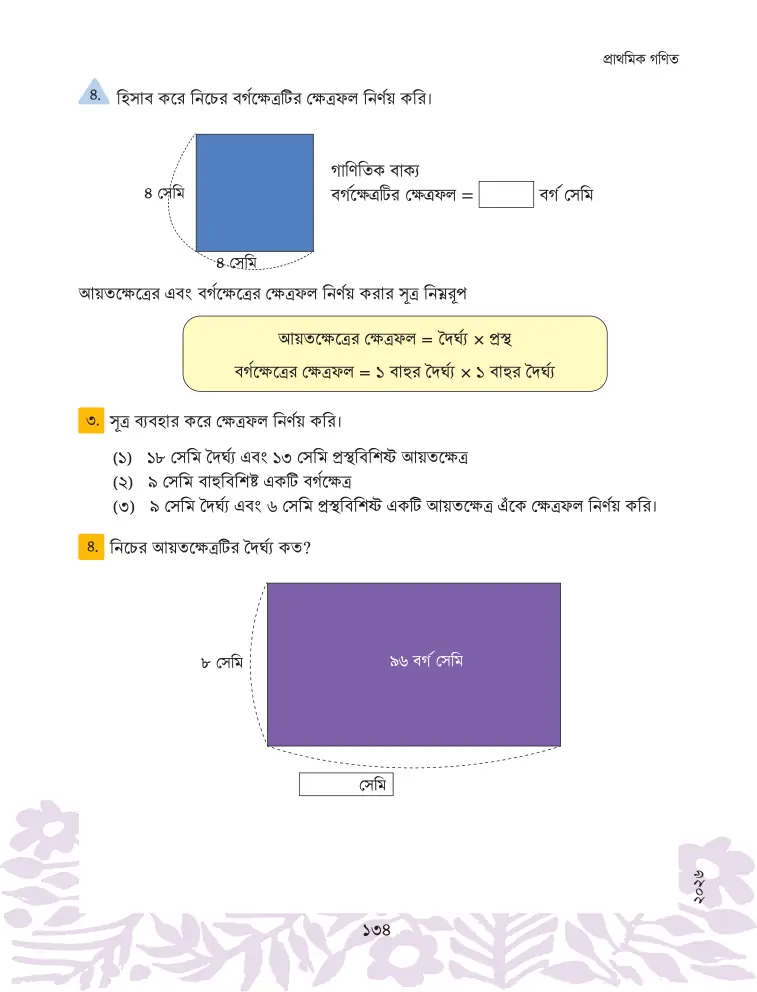 প্রাথমিক গণিত
৪. হিসাব করে নিচের বর্গক্ষেত্রটির ক্ষেত্রফল নির্ণয় করি।
গাণিতিক বাক্য
৪ সেমি
বর্গক্ষেত্রটির ক্ষেত্রফল = বর্গ সেমি
৪ সেমি
আয়তক্ষেত্রের এবং বর্গক্ষেত্রের ক্ষেত্রফল নির্ণয় করার সূত্র নিম্নরূপ
আয়তক্ষেত্রের ক্ষেত্রফল = দৈর্ঘ্য × প্রস্থ
বর্গক্ষেত্রের ক্ষেত্রফল = ১ বাহুর দৈর্ঘ্য × ১ বাহুর দৈর্ঘ্য
৩. সূত্র ব্যবহার করে ক্ষেত্রফল নির্ণয় করি।
(১) ১৮ সেমি দৈর্ঘ্য এবং ১৩ সেমি প্রস্থবিশিষ্ট আয়তক্ষেত্র
(২) ৯ সেমি বাহুবিশিষ্ট একটি বর্গক্ষেত্র
(৩) ৯ সেমি দৈর্ঘ্য এবং ৬ সেমি প্রস্থবিশিষ্ট একটি আয়তক্ষেত্র এঁকে ক্ষেত্রফল নির্ণয় করি।
৪. নিচের আয়তক্ষেত্রটির দৈর্ঘ্য কত?
৮ সেমি
৯৬ বর্গ সেমি
সেমি
২০২৬
১৩৪